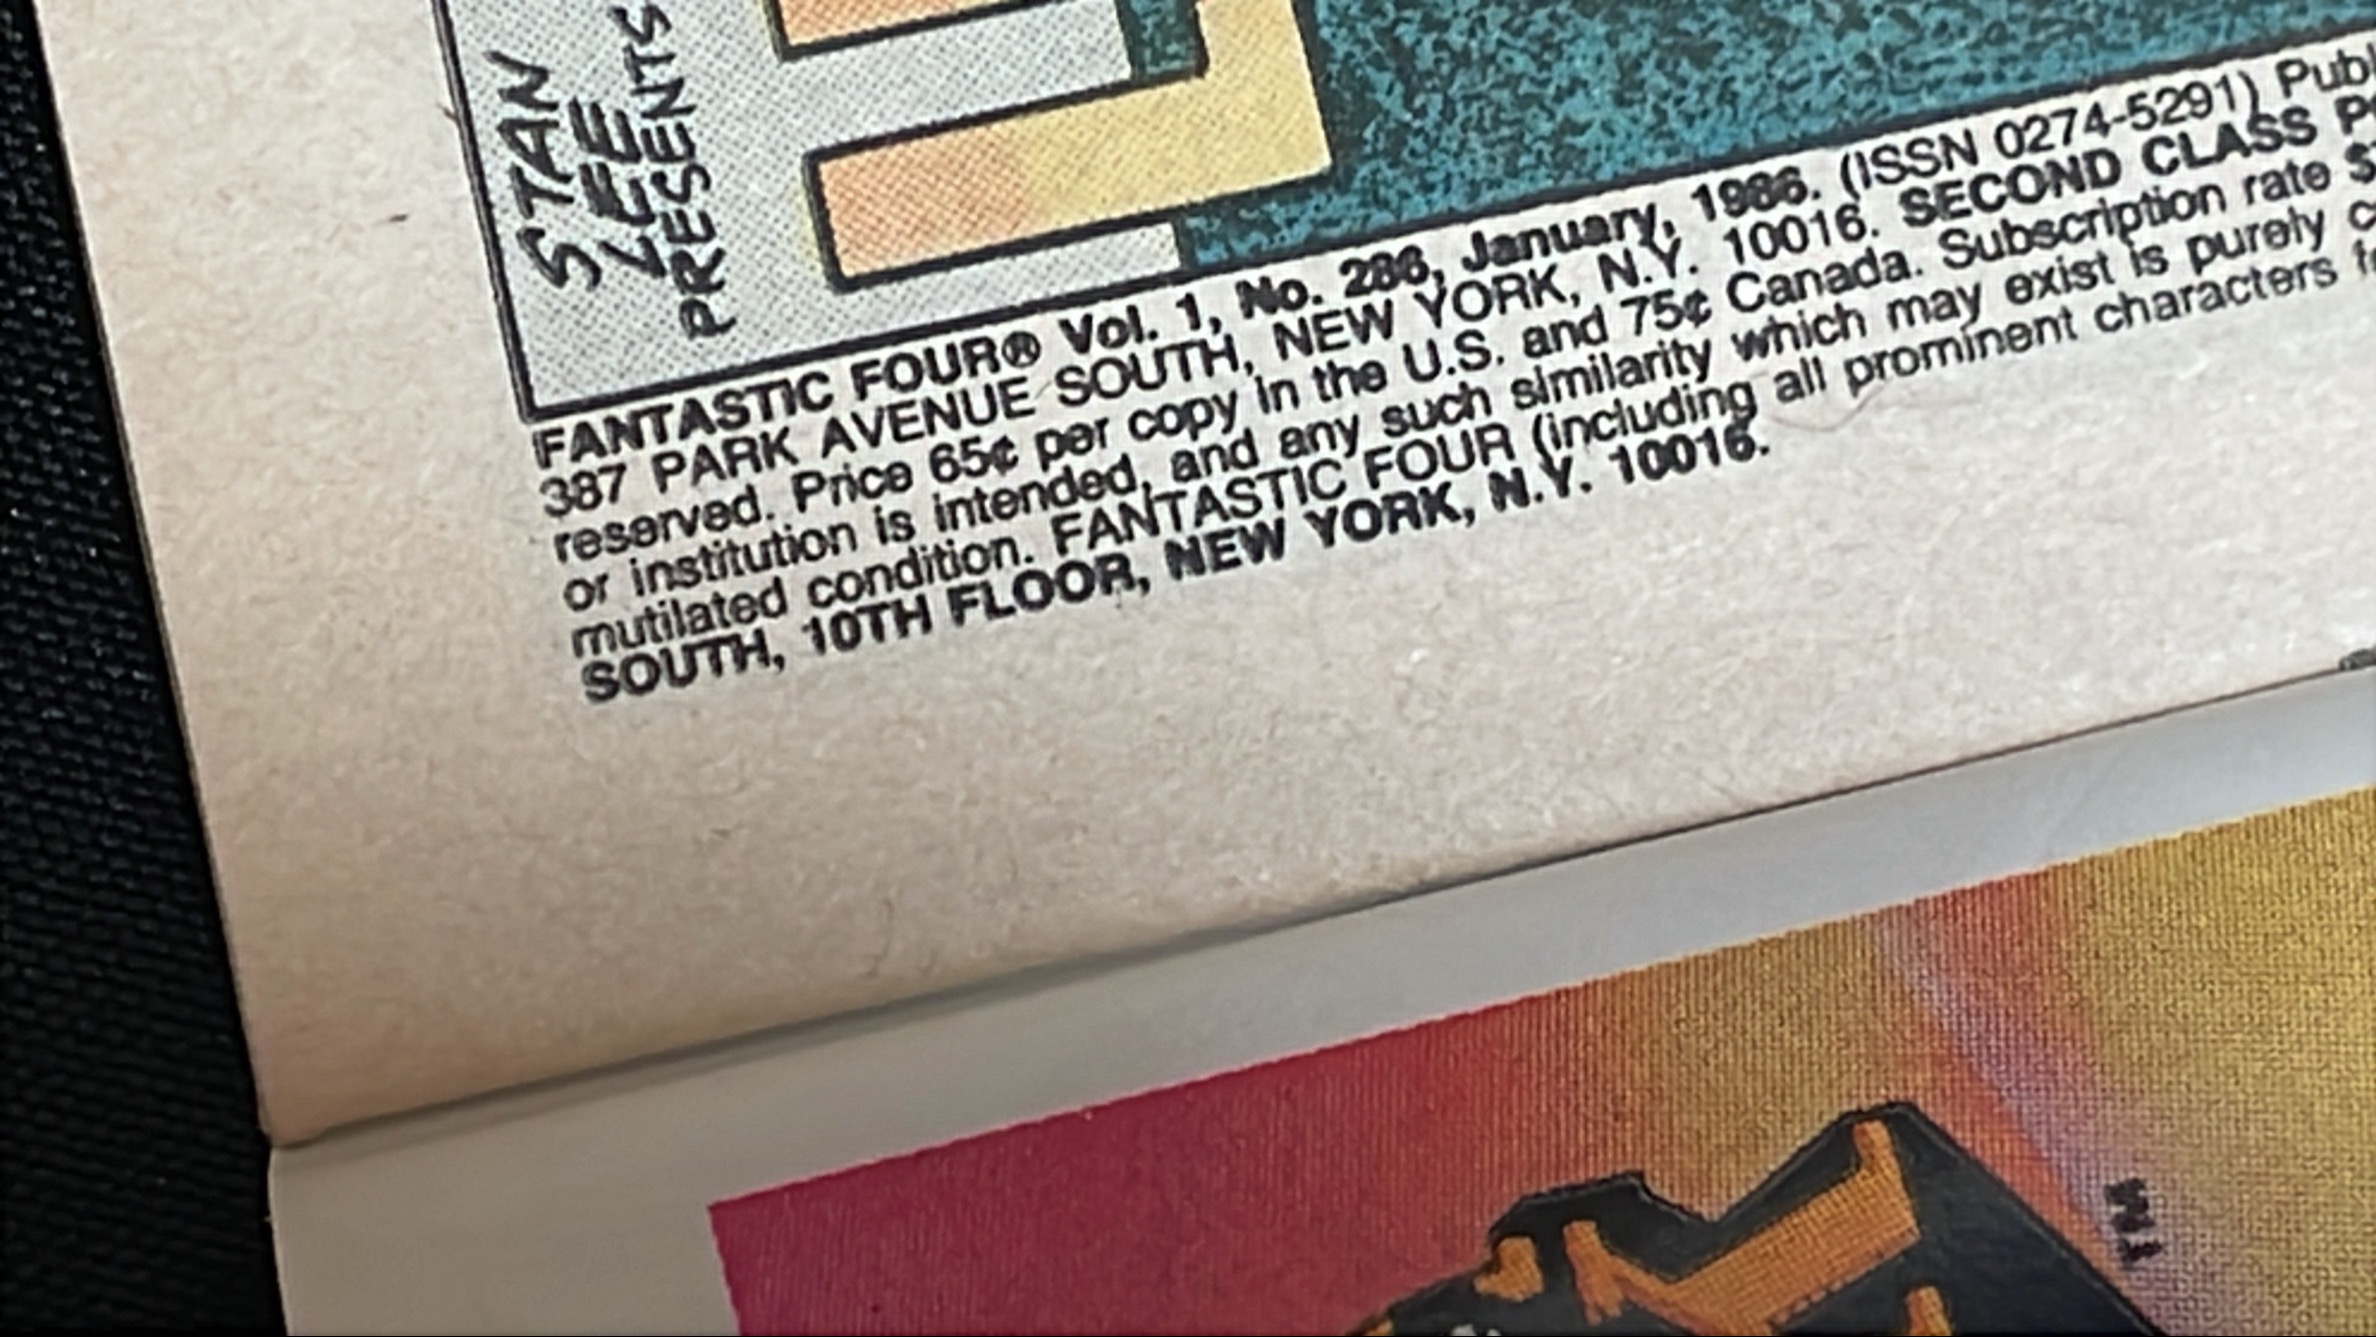 STAN
LEE
PRESENTS
FANTASTIC FOUR® Vol. 1, No. 286, January, 1986. (ISSN 0274-5291) Publ
387 PARK AVENUE SOUTH, NEW YORK, N.Y. 10016. SECOND CLASS P
reserved. Price 65¢ per copy in the U.S. and 75¢ Canada. Subscription rate $
or institution is intended, and any such similarity which may exist is purely c
mutilated condition. FANTASTIC FOUR (including all prominent characters f
SOUTH, 10TH FLOOR, NEW YORK, N.Y. 10016.
TM